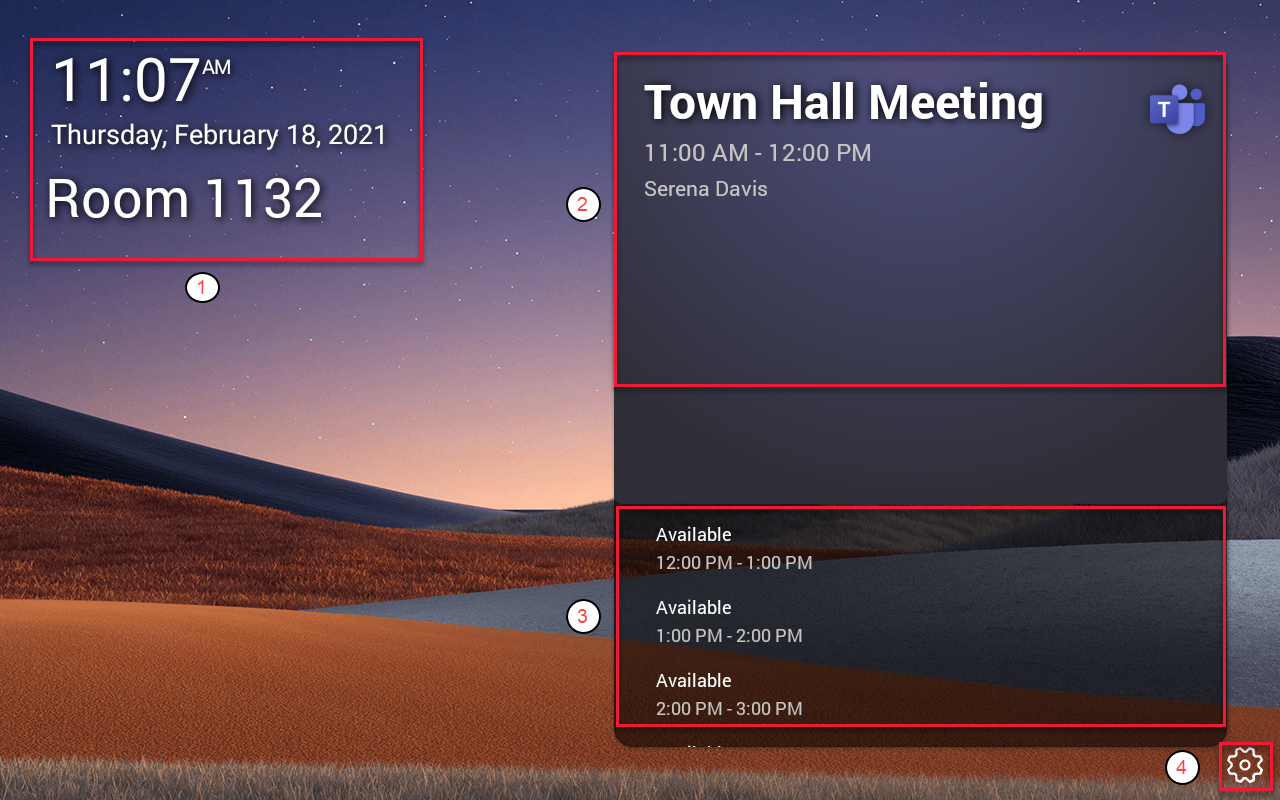 11:07 AM
Thursday, February 18, 2021
Room 1132
1
Town Hall Meeting
T
11:00 AM - 12:00 PM
Serena Davis
2
Available
12:00 PM - 1:00 PM
Available
1:00 PM - 2:00 PM
3
Available
2:00 PM - 3:00 PM
4